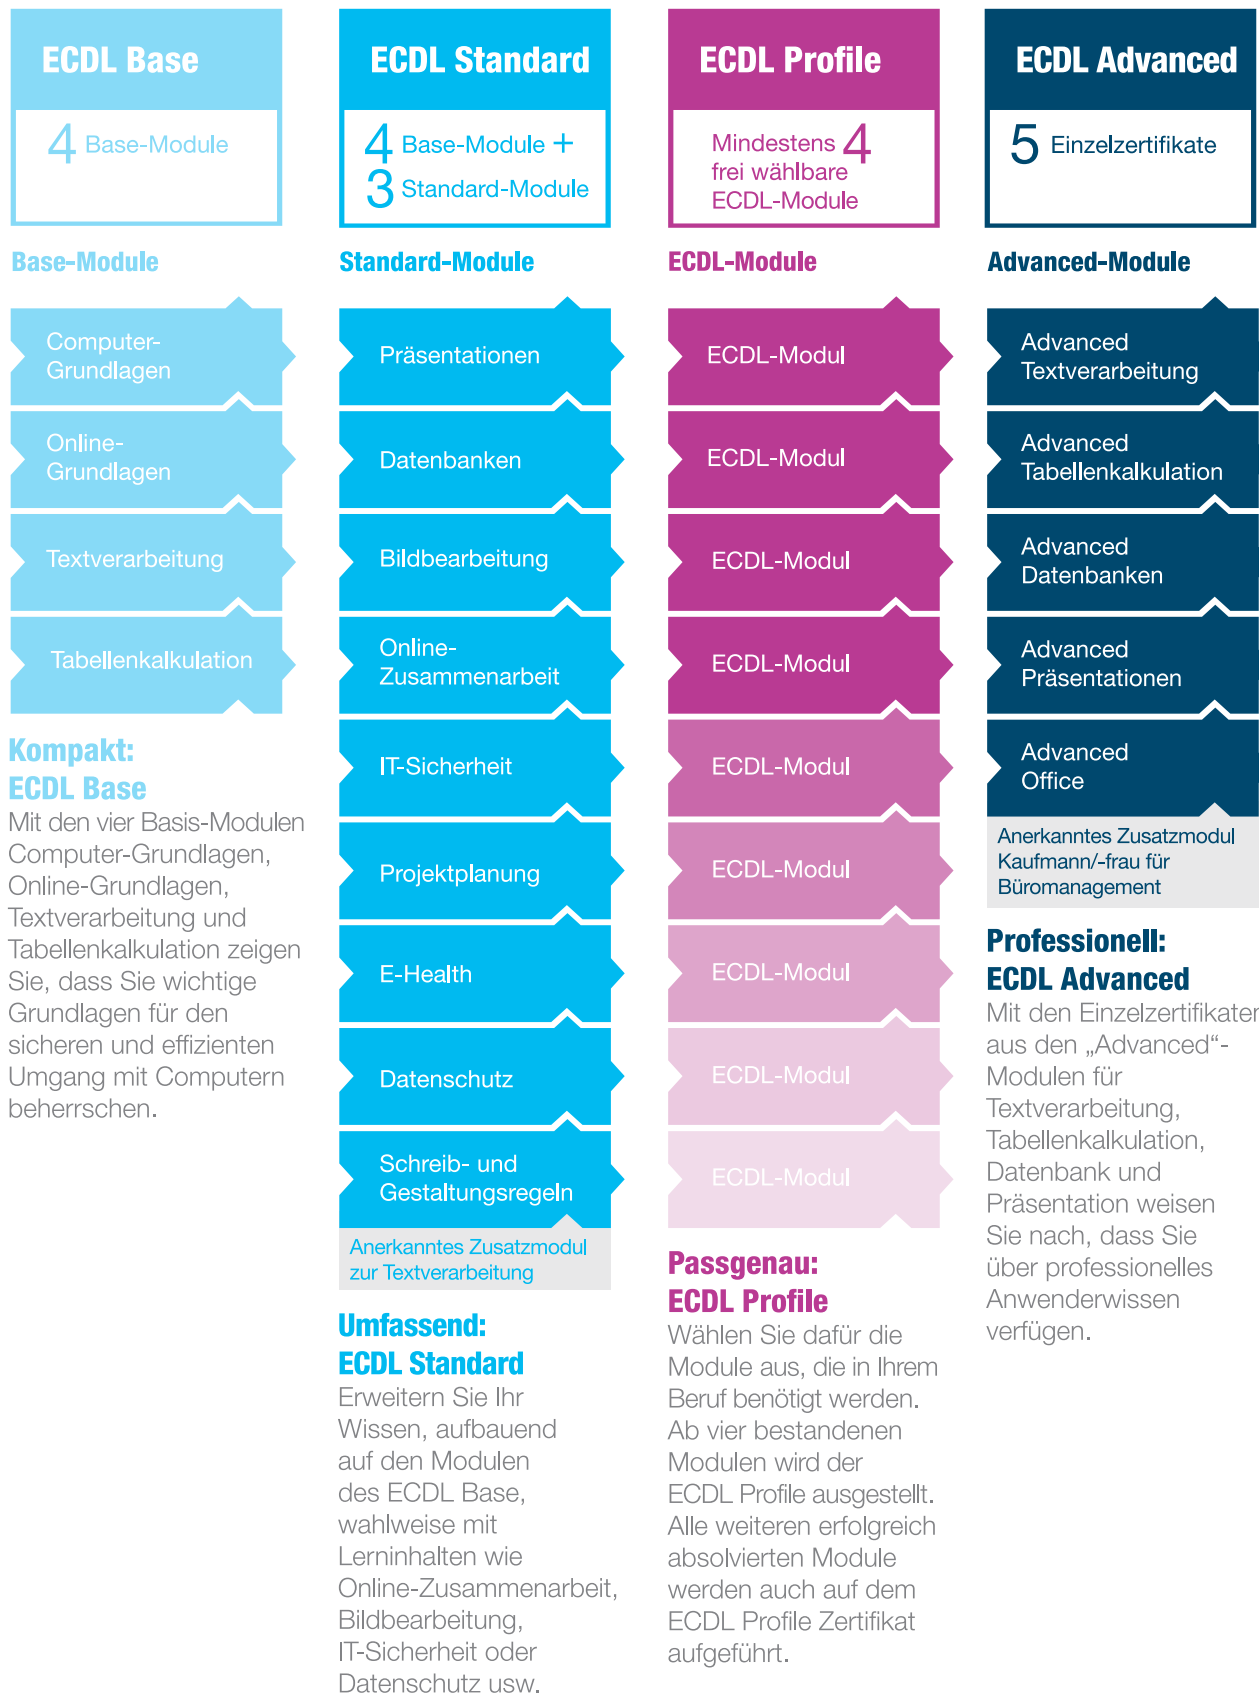 ECDL Base
4 Base-Module
Base-Module
Computer-
Grundlagen
Online-
Grundlagen
Textverarbeitung
Tabellenkalkulation
Kompakt:
ECDL Base
Mit den vier Basis-Modulen
Computer-Grundlagen,
Online-Grundlagen,
Textverarbeitung und
Tabellenkalkulation zeigen
Sie, dass Sie wichtige
Grundlagen für den
sicheren und effizienten
Umgang mit Computern
beherrschen.
ECDL Standard
4 Base-Module +
3 Standard-Module
Standard-Module
Präsentationen
Datenbanken
Bildbearbeitung
Online-
Zusammenarbeit
IT-Sicherheit
Projektplanung
E-Health
Datenschutz
Schreib- und
Gestaltungsregeln
Anerkanntes Zusatzmodul
zur Textverarbeitung
Umfassend:
ECDL Standard
Erweitern Sie Ihr
Wissen, aufbauend
auf den Modulen
des ECDL Base,
wahlweise mit
Lerninhalten wie
Online-Zusammenarbeit,
Bildbearbeitung,
IT-Sicherheit oder
Datenschutz usw.
ECDL Profile
Mindestens 4
frei wählbare
ECDL-Module
ECDL-Module
ECDL-Modul
ECDL-Modul
ECDL-Modul
ECDL-Modul
ECDL-Modul
ECDL-Modul
ECDL-Modul
ECDL-Modul
ECDL-Modul
Passgenau:
ECDL Profile
Wählen Sie dafür die
Module aus, die in Ihrem
Beruf benötigt werden.
Ab vier bestandenen
Modulen wird der
ECDL Profile ausgestellt.
Alle weiteren erfolgreich
absolvierten Module
werden auch auf dem
ECDL Profile Zertifikat
aufgeführt.
ECDL Advanced
5 Einzelzertifikate
Advanced-Module
Advanced
Textverarbeitung
Advanced
Tabellenkalkulation
Advanced
Datenbanken
Advanced
Präsentationen
Advanced
Office
Anerkanntes Zusatzmodul
Kaufmann/-frau für
Büromanagement
Professionell:
ECDL Advanced
Mit den Einzelzertifikaten
aus den „Advanced“-
Modulen für
Textverarbeitung,
Tabellenkalkulation,
Datenbank und
Präsentation weisen
Sie nach, dass Sie
über professionelles
Anwenderwissen
verfügen.